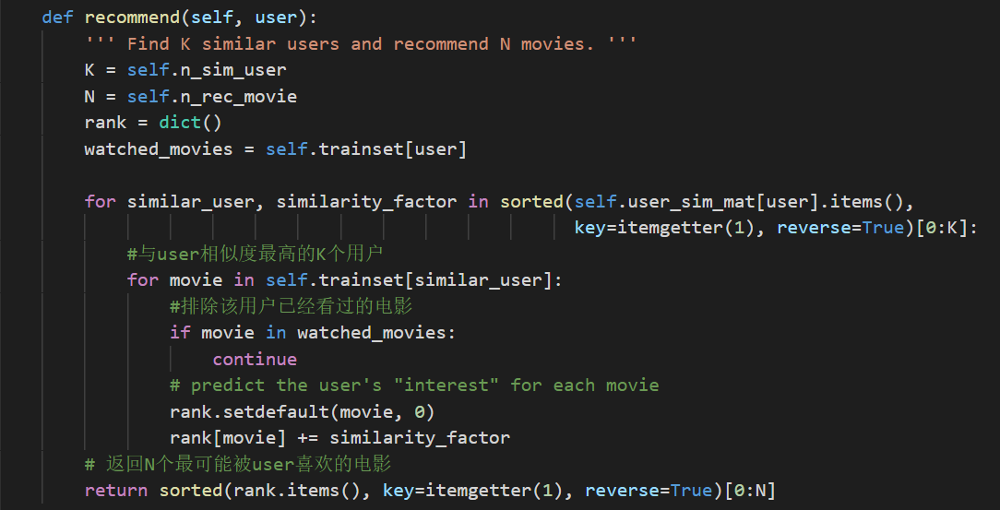 def recommend(self, user):
''' Find K similar users and recommend N movies. '''
K = self.n_sim_user
N = self.n_rec_movie
rank = dict()
watched_movies = self.trainset[user]
for similar_user, similarity_factor in sorted(self.user_sim_mat[user].items(),
key=itemgetter(1), reverse=True)[0:K]:
#与user相似度最高的K个用户
for movie in self.trainset[similar_user]:
#排除该用户已经看过的电影
if movie in watched_movies:
continue
# predict the user's "interest" for each movie
rank.setdefault(movie, 0)
rank[movie] += similarity_factor
# 返回N个最可能被user喜欢的电影
return sorted(rank.items(), key=itemgetter(1), reverse=True)[0:N]